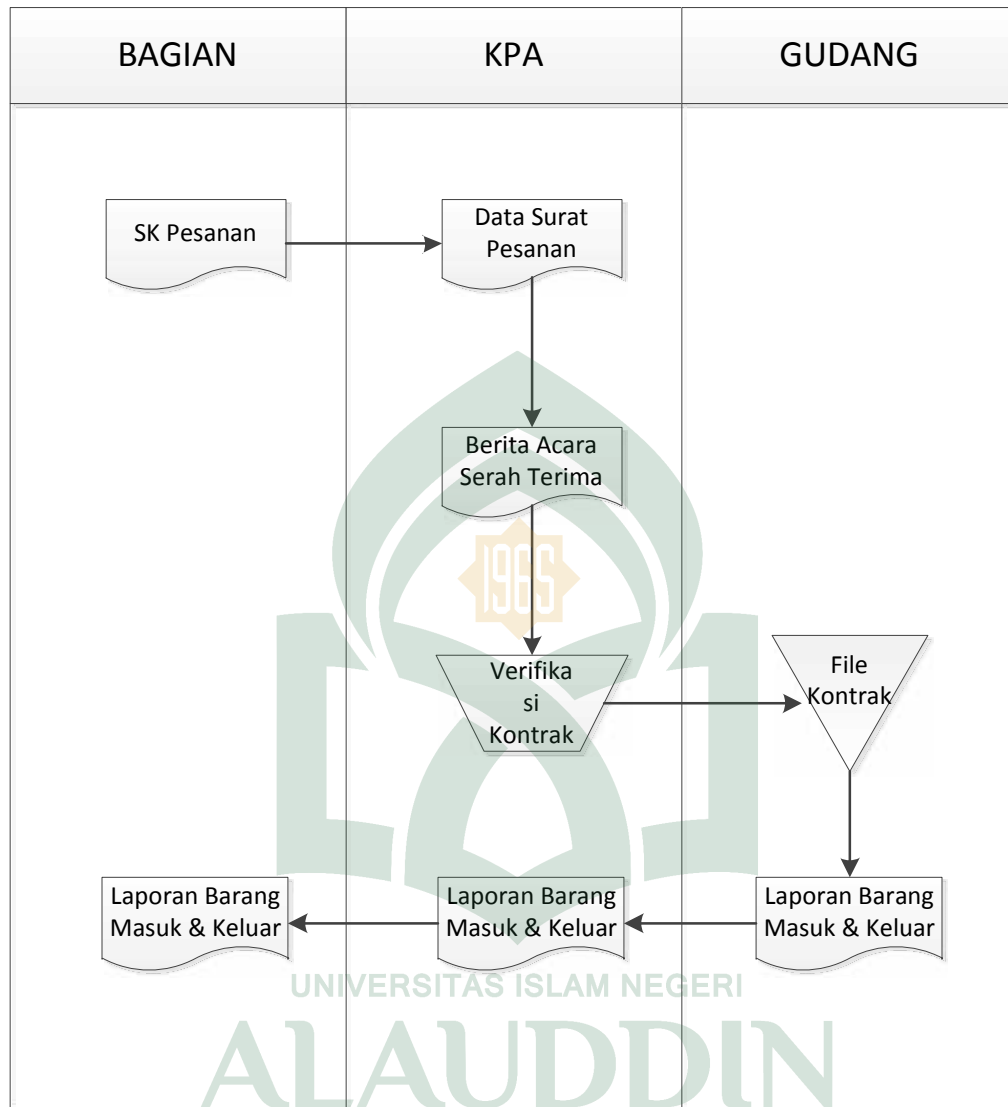 BAGIAN
KPA
GUDANG
SK Pesanan
Data Surat
Pesanan
Berita Acara
Serah Terima
1965
Verifika
si
Kontrak
File
Kontrak
Laporan Barang
Masuk & Keluar
Laporan Barang
Masuk & Keluar
Laporan Barang
Masuk & Keluar
UNIVERSITAS ISLAM NEGERI
ALAUDDIN